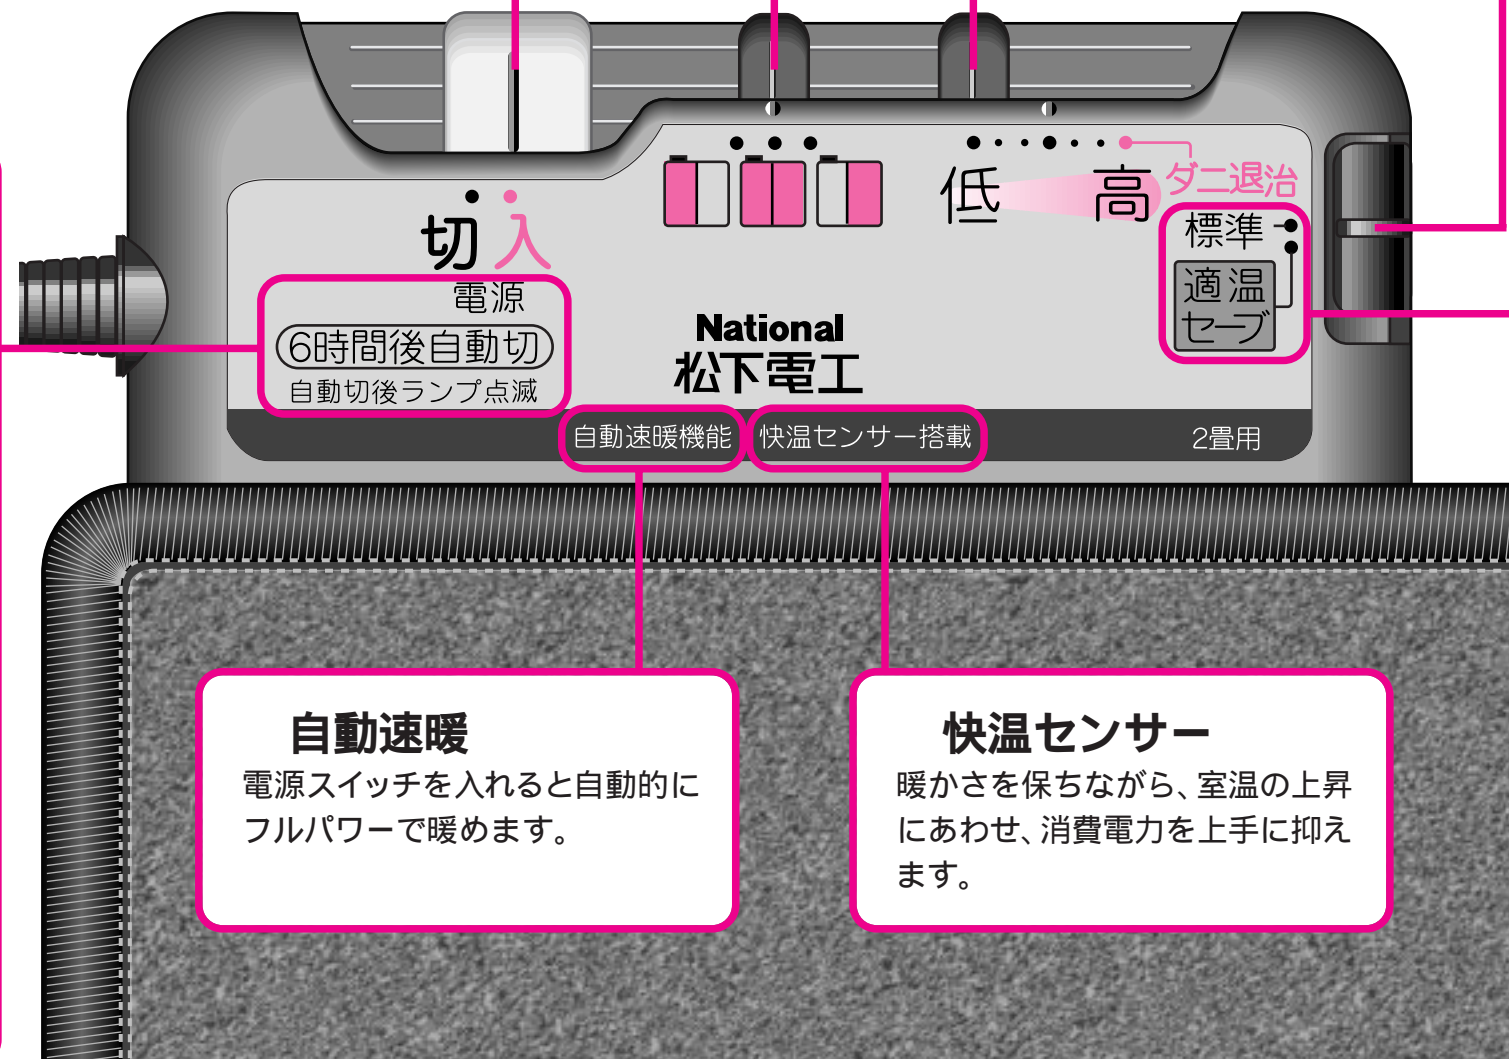 低 高 ダニ退治
切 入
標準
電源
適温
セーブ
6時間後自動切
自動切後ランプ点滅
National
松下電工
自動速暖機能 快温センサー搭載 2畳用
自動速暖
電源スイッチを入れると自動的に
フルパワーで暖めます。
快温センサー
暖かさを保ちながら、室温の上昇
にあわせ、消費電力を上手に抑え
ます。